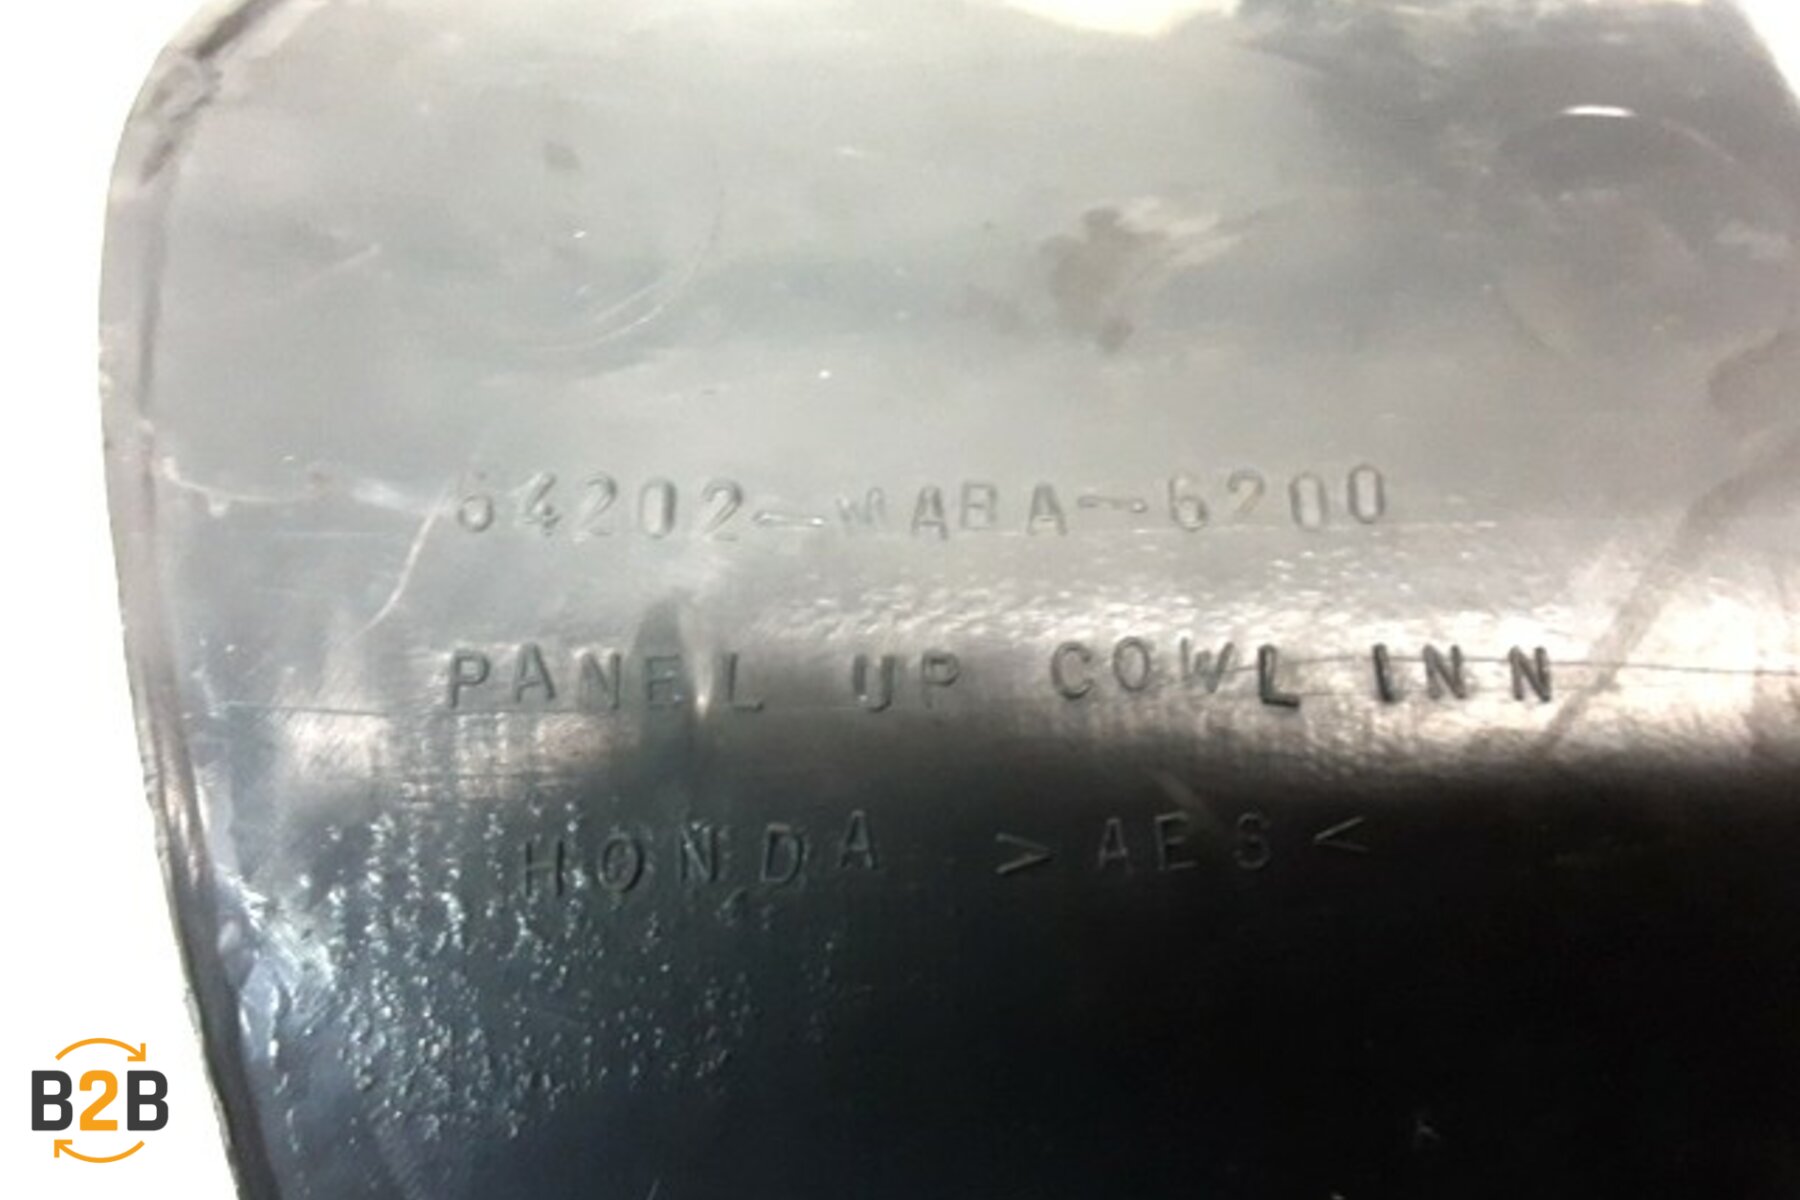 64202-MABA-6200
PANEL UP COWL INN
HONDA >AES<
B2B